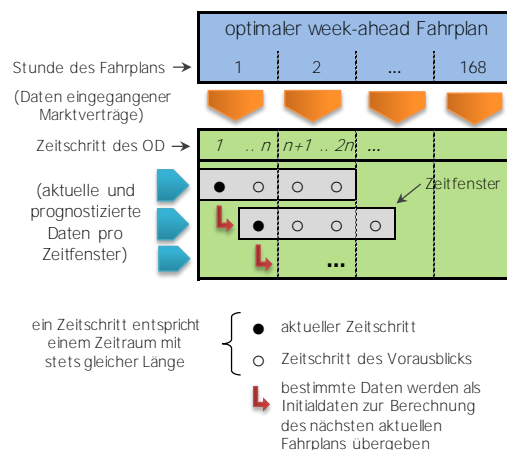 optimaler week-ahead Fahrplan
Stunde des Fahrplans → 1 2 ... 168
(Daten eingegangener
Marktverträge)
Zeitschritt des OD → 1 .. n n+1 .. 2n ...
(aktuelle und
prognostizierte
Daten pro
Zeitfenster)
Zeitfenster
...
ein Zeitschritt entspricht
einem Zeitraum mit
stets gleicher Länge
aktueller Zeitschritt
Zeitschritt des Vorausblicks
bestimmte Daten werden als
Initialdaten zur Berechnung
des nächsten aktuellen
Fahrplans übergeben